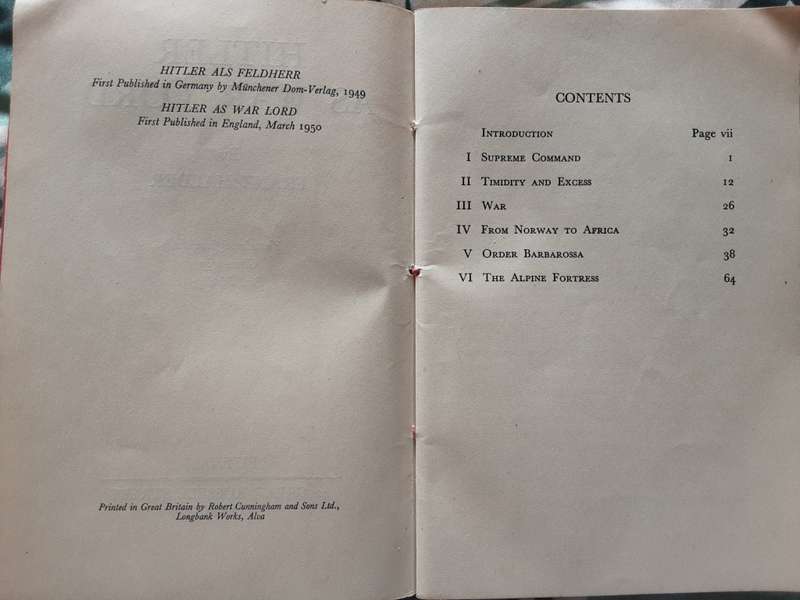 HITLER ALS FELDHERR
First Published in Germany by Münchener Dom-Verlag, 1949
HITLER AS WAR LORD
First Published in England, March 1950
Printed in Great Britain by Robert Cunningham and Sons Ltd.,
Longbank Works, Alva
CONTENTS
Introduction Page vii
I Supreme Command 1
II Timidity and Excess 12
III War 26
IV From Norway to Africa 32
V Order Barbarossa 38
VI The Alpine Fortress 64